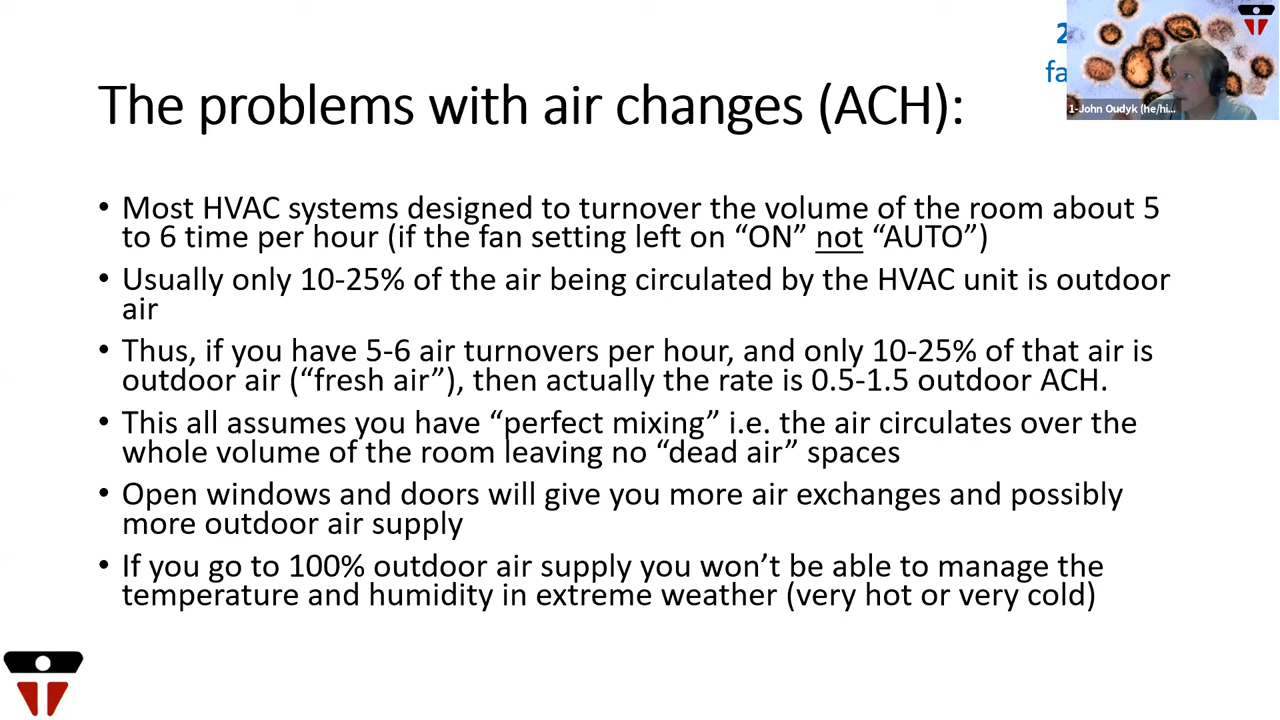 2
fa
1-John Oudyk (he/hi...
The problems with air changes (ACH):
• Most HVAC systems designed to turnover the volume of the room about 5
to 6 time per hour (if the fan setting left on “ON” not “AUTO”)
• Usually only 10-25% of the air being circulated by the HVAC unit is outdoor
air
• Thus, if you have 5-6 air turnovers per hour, and only 10-25% of that air is
outdoor air (“fresh air”), then actually the rate is 0.5-1.5 outdoor ACH.
• This all assumes you have “perfect mixing” i.e. the air circulates over the
whole volume of the room leaving no “dead air” spaces
• Open windows and doors will give you more air exchanges and possibly
more outdoor air supply
• If you go to 100% outdoor air supply you won’t be able to manage the
temperature and humidity in extreme weather (very hot or very cold)